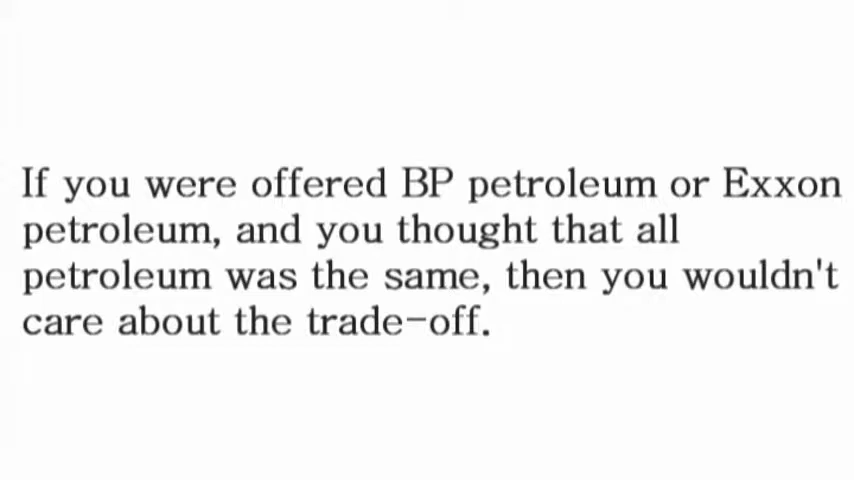 If you were offered BP petroleum or Exxon
petroleum, and you thought that all
petroleum was the same, then you wouldn't
care about the trade-off.